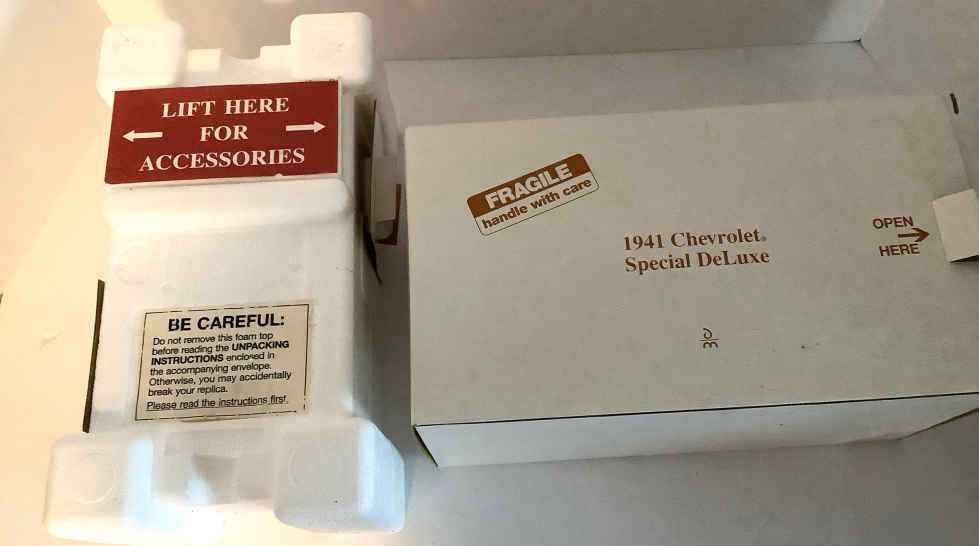 LIFT HERE
FOR
ACCESSORIES
BE CAREFUL:
Do not remove this foam top
before reading the UNPACKING
INSTRUCTIONS enclosed in
the accompanying envelope.
Otherwise, you may accidentally
break your replica.
Please read the instructions first.
FRAGILE
handle with care
1941 Chevrolet®
Special DeLuxe
OPEN
HERE